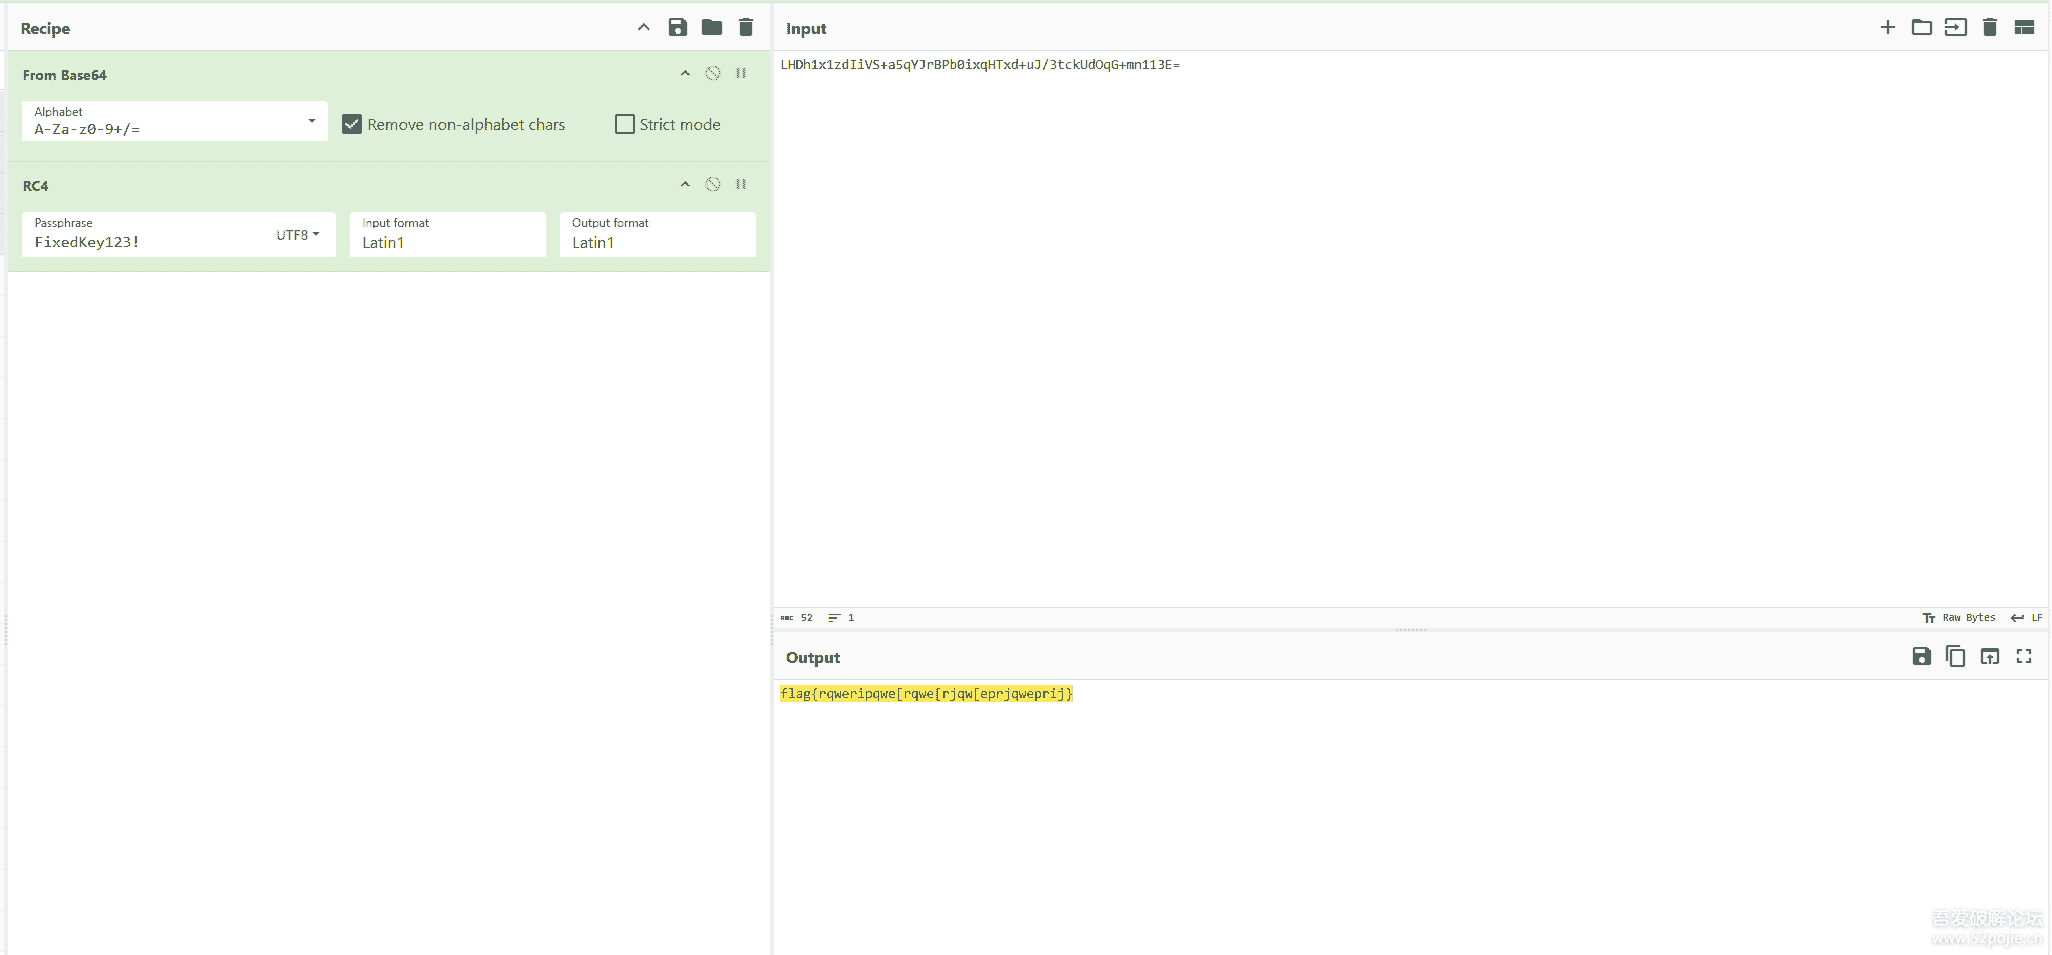 Recipe
From Base64
Alphabet
A-Za-z0-9+/=
Remove non-alphabet chars
Strict mode
RC4
Passphrase
FixedKey123!
UTF8
Input format
Latin1
Output format
Latin1
Input
LHDh1x1zdIiVS+a5qYJrBPb0ixqHTxd+uJ/3tckUdOqG+mn113E=
ABC 52
1
Raw Bytes
LF
Output
flag{rqweripqwe[rqwe[rjqw[eprjqweprij}
吾爱破解论坛
www.52pojie.cn